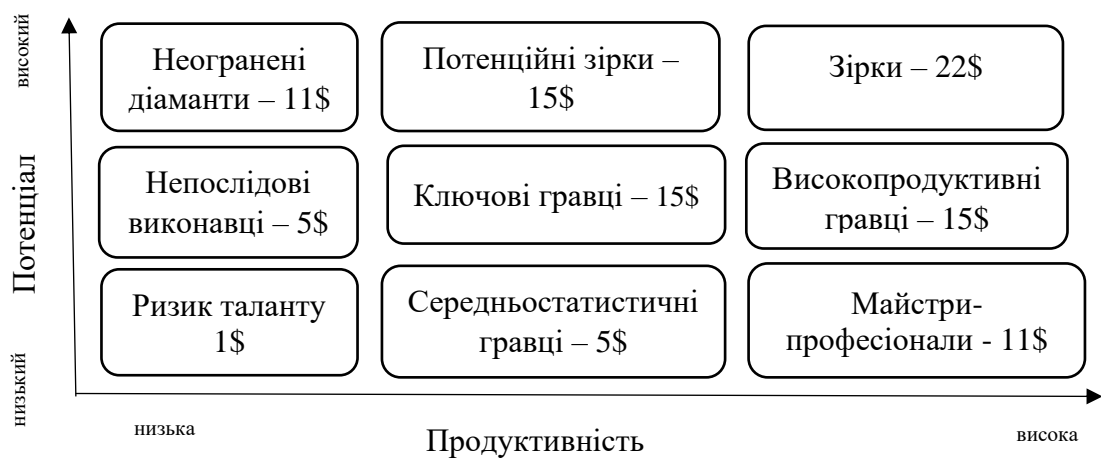 високий
Неогранені
діаманти – 11$
Потенційні зірки –
15$
Зірки – 22$
Потенціал
Непослідові
виконавці – 5$
Ключові гравці – 15$
Високопродуктивні
гравці – 15$
Ризик таланту
1$
Середньостатистичні
гравці – 5$
Майстри-
професіонали - 11$
низький
низька
Продуктивність
висока